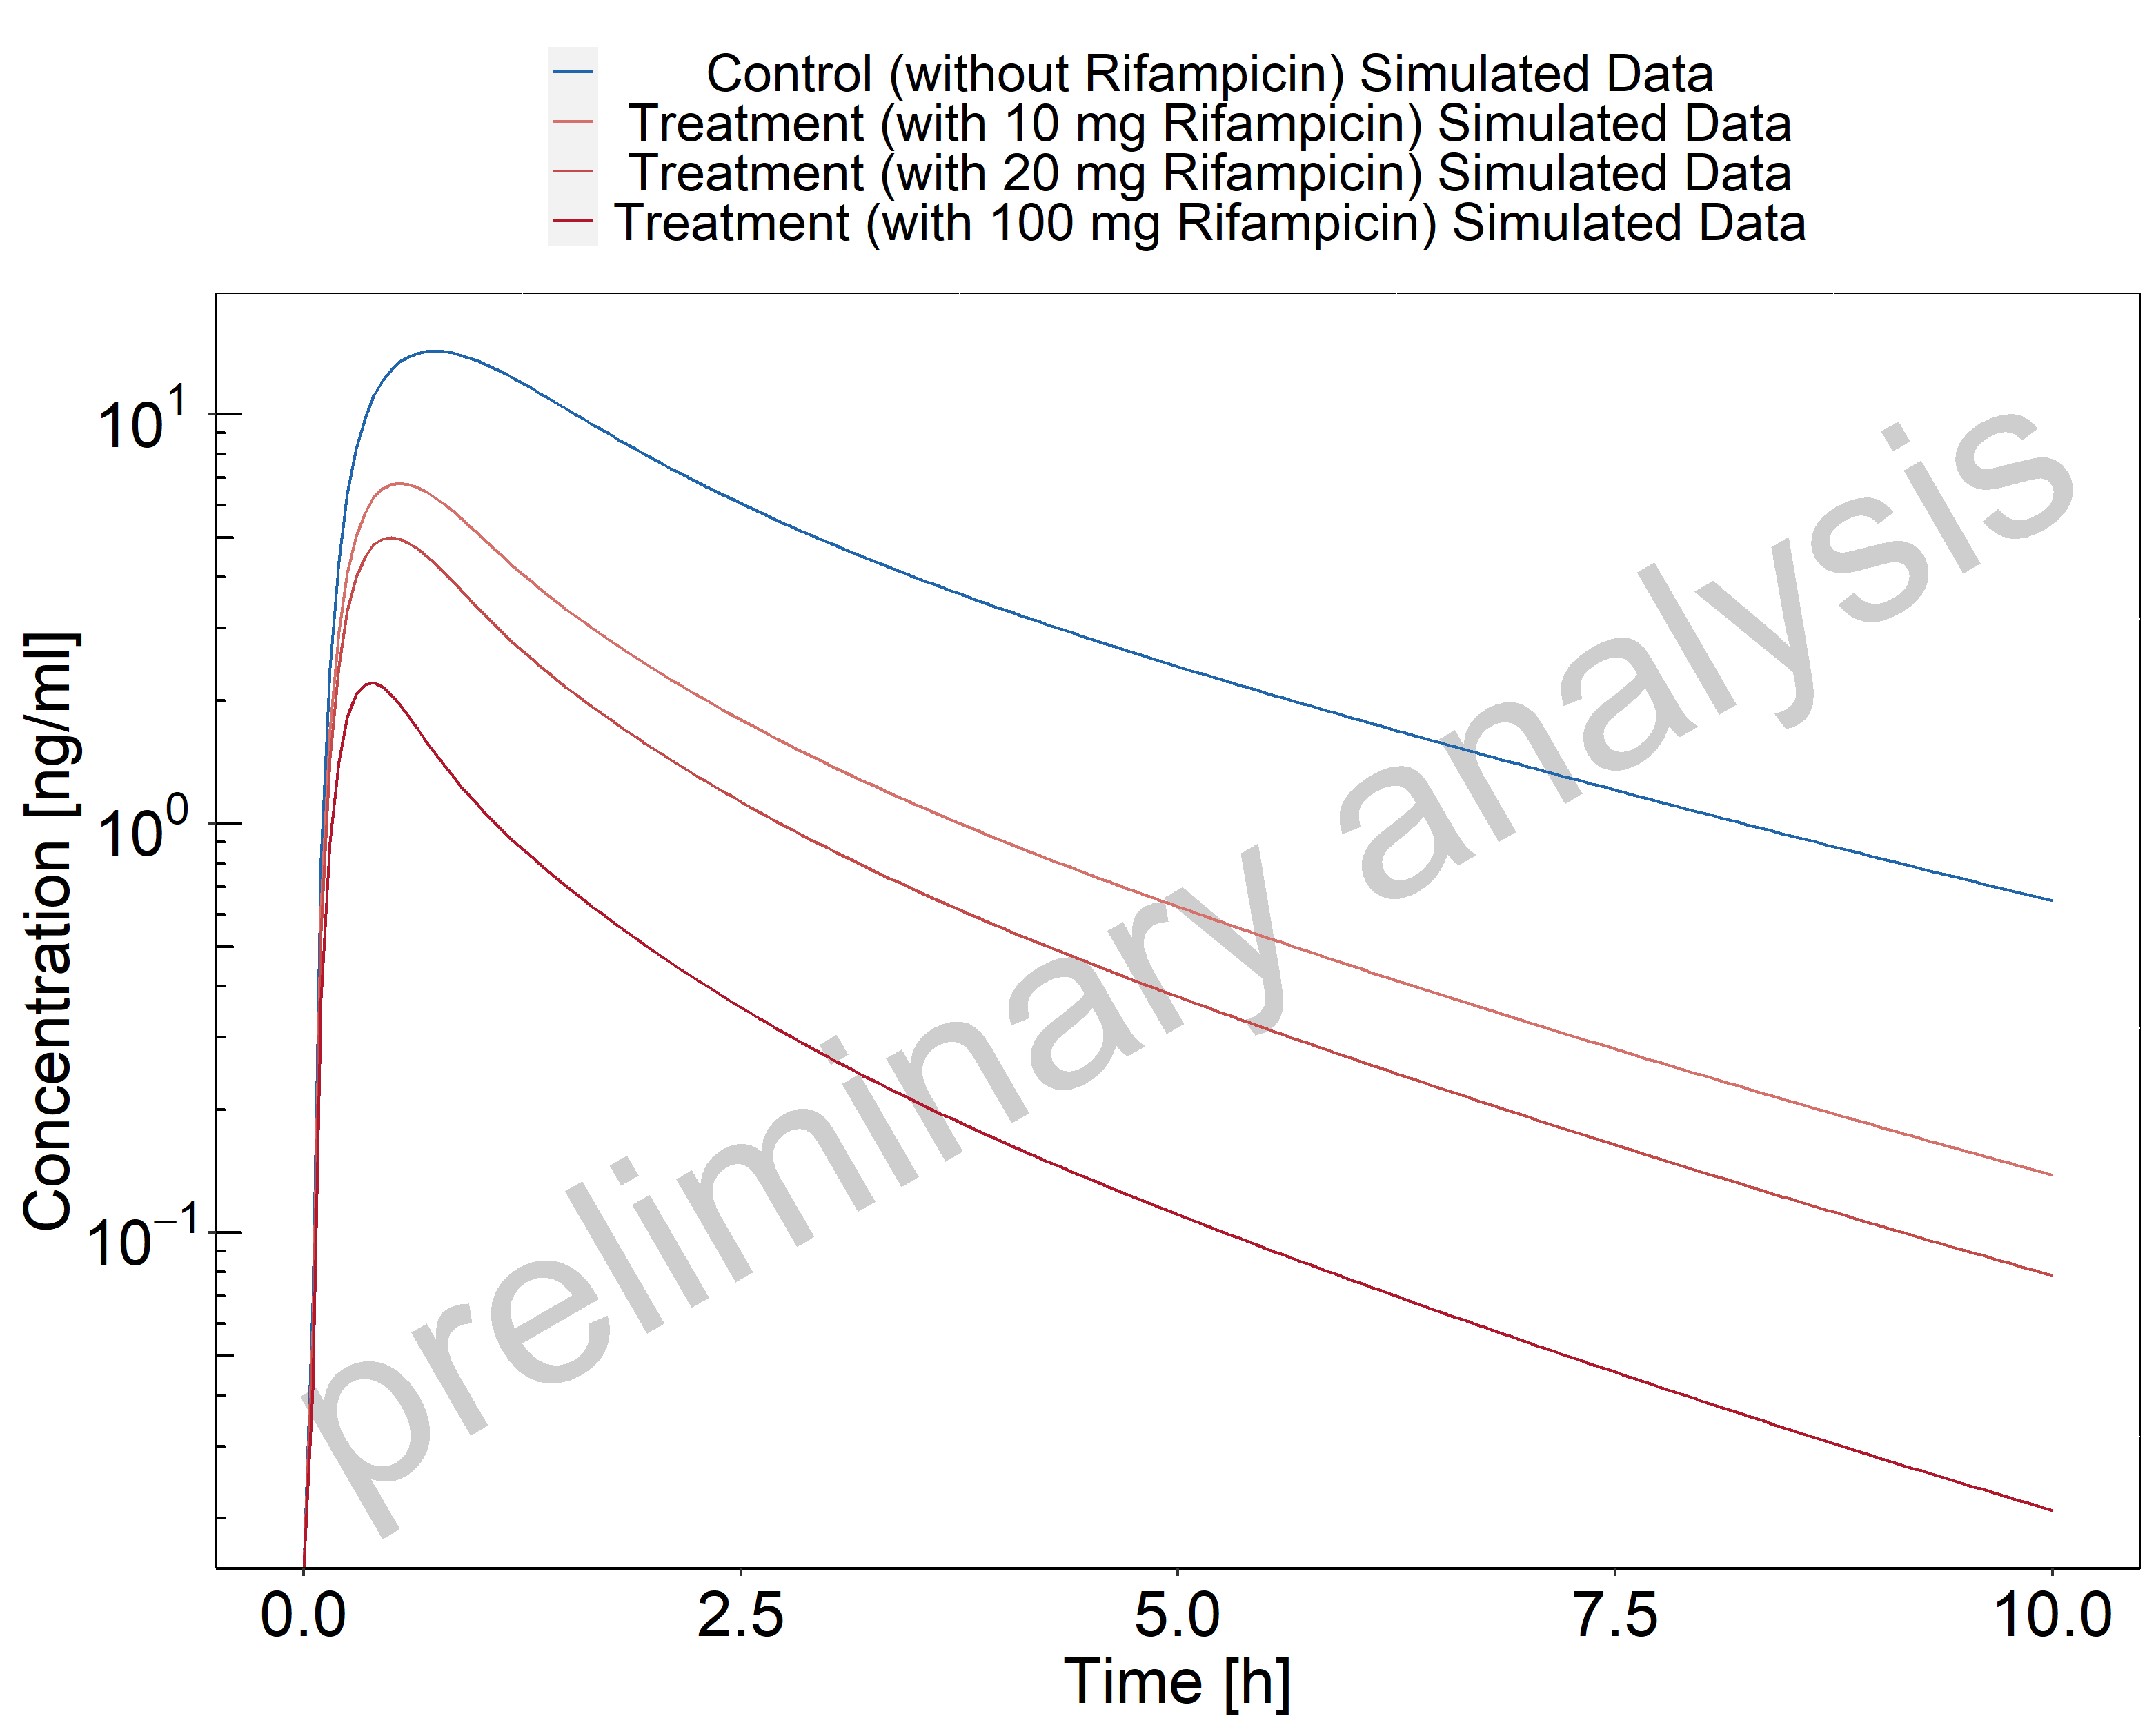 Control (without Rifampicin) Simulated Data
Treatment (with 10 mg Rifampicin) Simulated Data
Treatment (with 20 mg Rifampicin) Simulated Data
Treatment (with 100 mg Rifampicin) Simulated Data
Concentration [ng/ml]
10¹
10⁰
10⁻¹
preliminary analysis
0.0 2.5 5.0 7.5 10.0
Time [h]